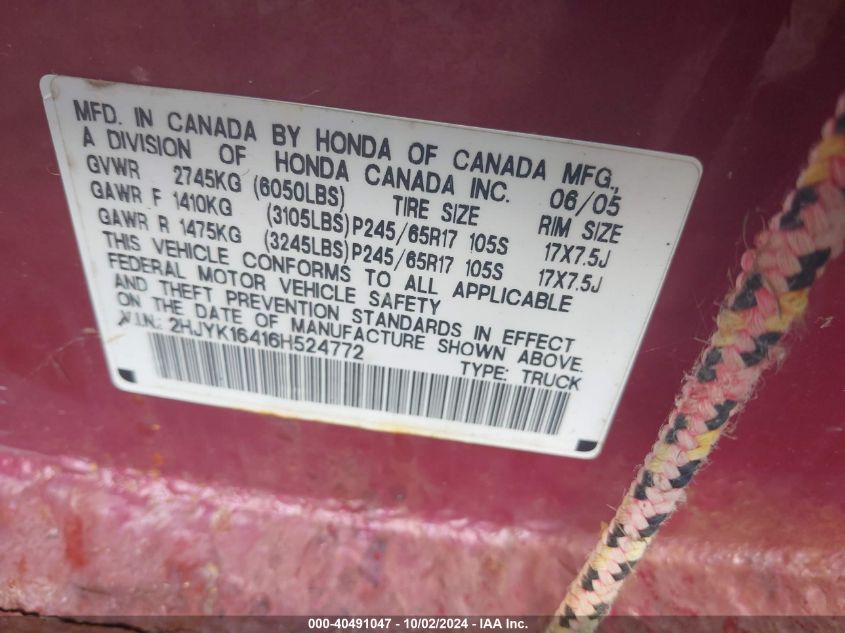 MFD. IN CANADA BY HONDA OF CANADA MFG.,
A DIVISION OF HONDA CANADA INC. 06/05
GVWR 2745KG (6050LBS) TIRE SIZE RIM SIZE
GAWR F 1410KG (3105LBS) P245/65R17 105S 17X7.5J
GAWR R 1475KG (3245LBS) P245/65R17 105S 17X7.5J
THIS VEHICLE CONFORMS TO ALL APPLICABLE
FEDERAL MOTOR VEHICLE SAFETY
AND THEFT PREVENTION STANDARDS IN EFFECT
ON THE DATE OF MANUFACTURE SHOWN ABOVE.
V.IN.: 2HJYK16416H524772
TYPE: TRUCK
000-40491047 - 10/02/2024 - IAA Inc.